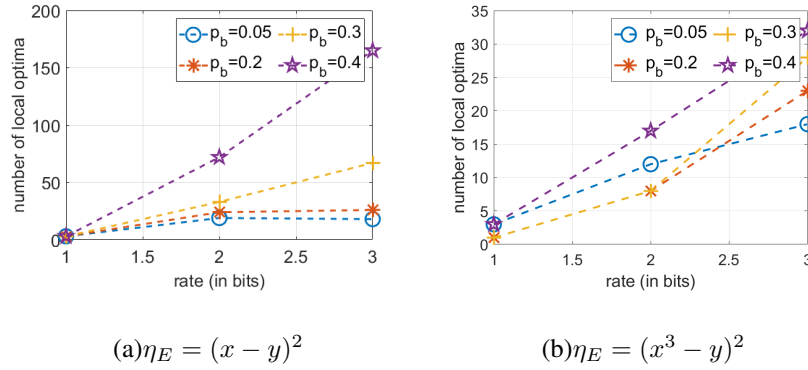 200
150
100
50
0
number of local optima
p_b=0.05
p_b=0.3
p_b=0.2
p_b=0.4
1
1.5
2
2.5
3
rate (in bits)
(a)η_E = (x − y)^2
35
30
25
20
15
10
5
0
number of local optima
p_b=0.05
p_b=0.3
p_b=0.2
p_b=0.4
1
1.5
2
2.5
3
rate (in bits)
(b)η_E = (x^3 − y)^2